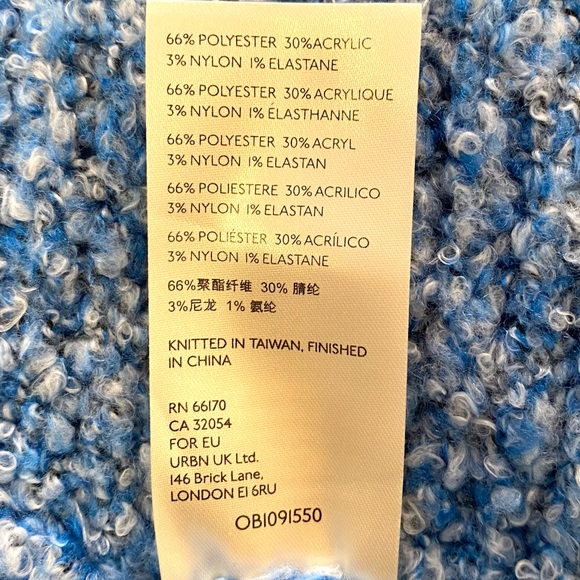 66% POLYESTER 30% ACRYLIC
3% NYLON 1% ELASTANE
66% POLYESTER 30% ACRYLIQUE
3% NYLON 1% ÉLASTHANNE
66% POLYESTER 30% ACRYL
3% NYLON 1% ELASTAN
66% POLIESTERE 30% ACRILICO
3% NYLON 1% ELASTAN
66% POLIÉSTER 30% ACRÍLICO
3% NYLON 1% ELASTANE
66%聚酯纤维 30% 腈纶
3%尼龙 1% 氨纶
KNITTED IN TAIWAN, FINISHED
IN CHINA
RN 66170
CA 32054
FOR EU
URBN UK Ltd.
146 Brick Lane,
LONDON E1 6RU
OB1091550